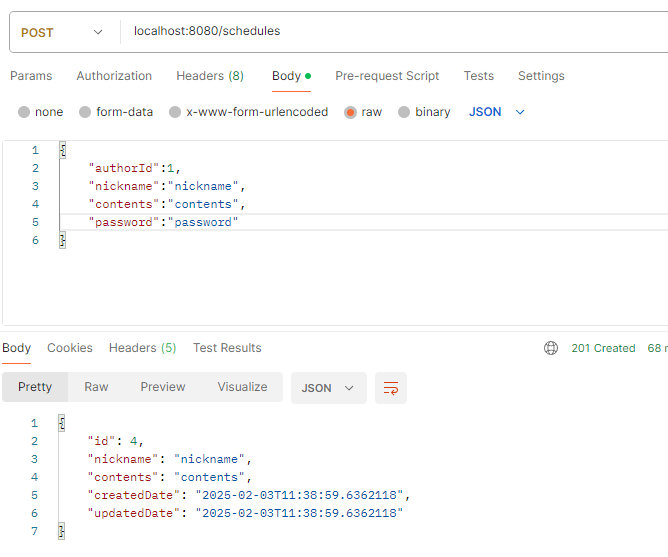 POST localhost:8080/schedules
Params Authorization Headers (8) Body Pre-request Script Tests Settings
none form-data x-www-form-urlencoded raw binary JSON
1 {
2 "authorId":1,
3 "nickname":"nickname",
4 "contents":"contents",
5 "password":"password"
6 }
Body Cookies Headers (5) Test Results 201 Created 68
Pretty Raw Preview Visualize JSON
1 {
2 "id": 4,
3 "nickname": "nickname",
4 "contents": "contents",
5 "createdDate": "2025-02-03T11:38:59.6362118",
6 "updatedDate": "2025-02-03T11:38:59.6362118"
7 }